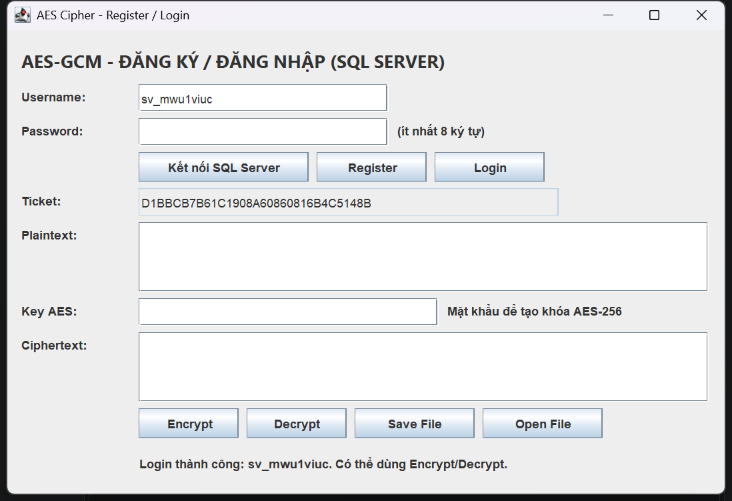 AES Cipher - Register / Login
AES-GCM - ĐĂNG KÝ / ĐĂNG NHẬP (SQL SERVER)
Username: sv_mwu1viuc
Password: (ít nhất 8 ký tự)
Kết nối SQL Server Register Login
Ticket: D1BBCB7B61C1908A60860816B4C5148B
Plaintext:
Key AES: Mật khẩu để tạo khóa AES-256
Ciphertext:
Encrypt Decrypt Save File Open File
Login thành công: sv_mwu1viuc. Có thể dùng Encrypt/Decrypt.